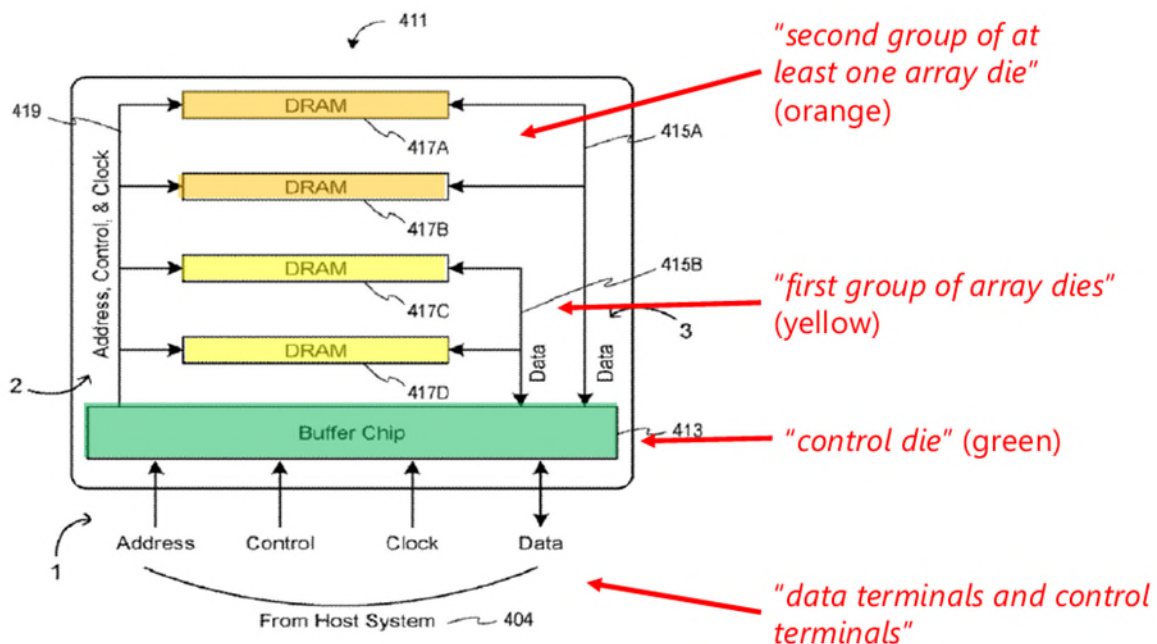 411
"second group of at
least one array die"
(orange)
419
DRAM
417A
415A
DRAM
417B
Address, Control, & Clock
415B
DRAM
417C
"first group of array dies"
(yellow)
3
DRAM
417D
Data
Data
2
Buffer Chip
413
"control die" (green)
1
Address
Control
Clock
Data
From Host System
404
"data terminals and control
terminals"